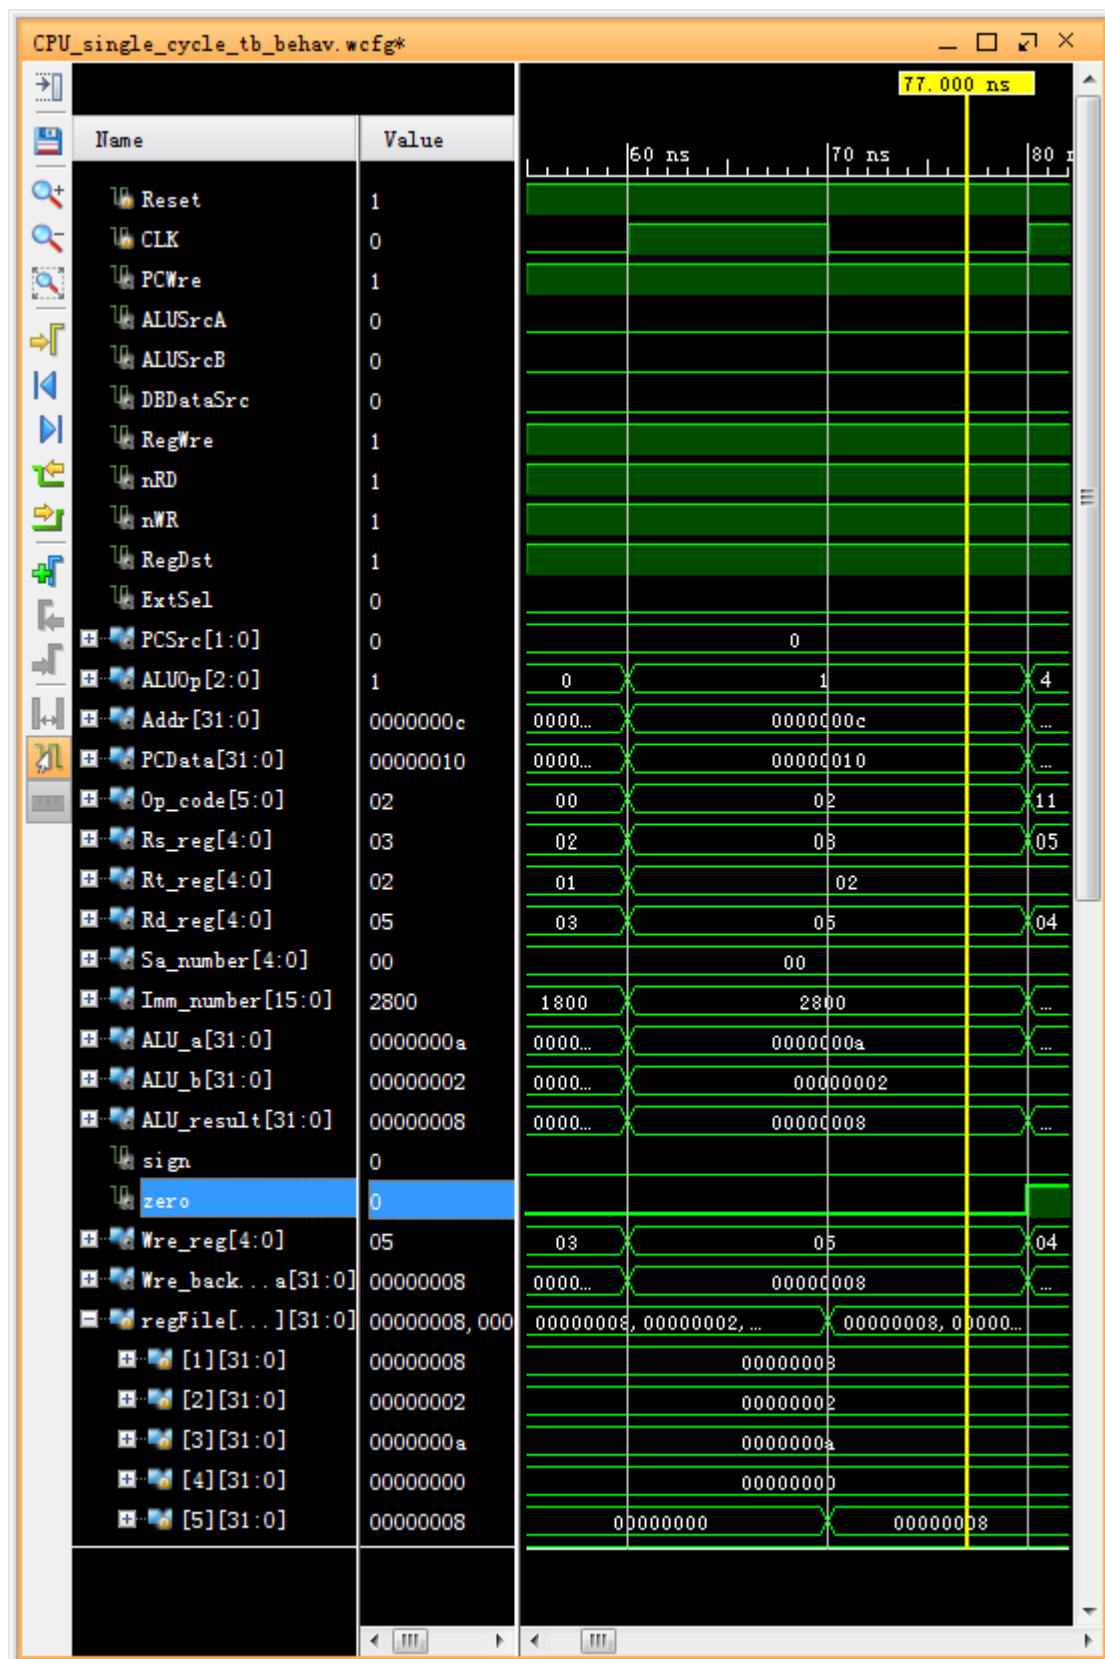 CPU_single_cycle_tb_behav.wcfg*
77.000 ns
Name Value 60 ns 70 ns 80 n
Reset 1
CLK 0
PCWre 1
ALUSrcA 0
ALUSrcB 0
DBDataSrc 0
RegWre 1
nRD 1
nWR 1
RegDst 1
ExtSel 0
PCSrc[1:0] 0 0
ALUOp[2:0] 1 0 1 4
Addr[31:0] 0000000c 0000... 0000000c ...
PCData[31:0] 00000010 0000... 00000010 ...
Op_code[5:0] 02 00 02 11
Rs_reg[4:0] 03 02 03 05
Rt_reg[4:0] 02 01 02
Rd_reg[4:0] 05 03 05 04
Sa_number[4:0] 00 00
Imm_number[15:0] 2800 1800 2800 ...
ALU_a[31:0] 0000000a 0000... 0000000a ...
ALU_b[31:0] 00000002 0000... 00000002
ALU_result[31:0] 00000008 0000... 00000008 ...
sign 0
zero 0
Wre_reg[4:0] 05 03 05 04
Wre_back...a[31:0] 00000008 0000... 00000008 ...
regFile[...][31:0] 00000008,000 00000008,00000002,... 00000008,00000...
[1][31:0] 00000008 00000008
[2][31:0] 00000002 00000002
[3][31:0] 0000000a 0000000a
[4][31:0] 00000000 00000000
[5][31:0] 00000008 00000000 00000008